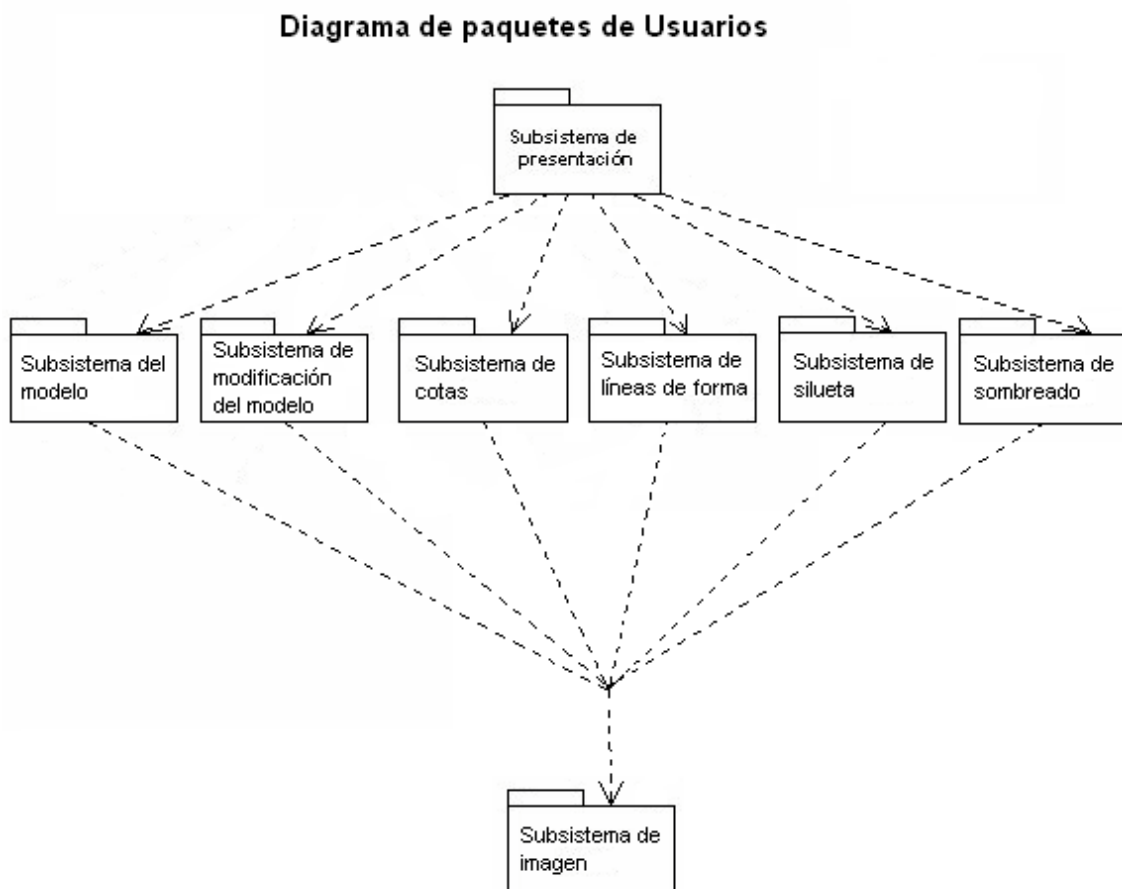 Diagrama de paquetes de Usuarios
Subsistema de
presentación
Subsistema del
modelo
Subsistema de
modificación
del modelo
Subsistema de
cotas
Subsistema de
líneas de forma
Subsistema de
silueta
Subsistema de
sombreado
Subsistema de
imagen